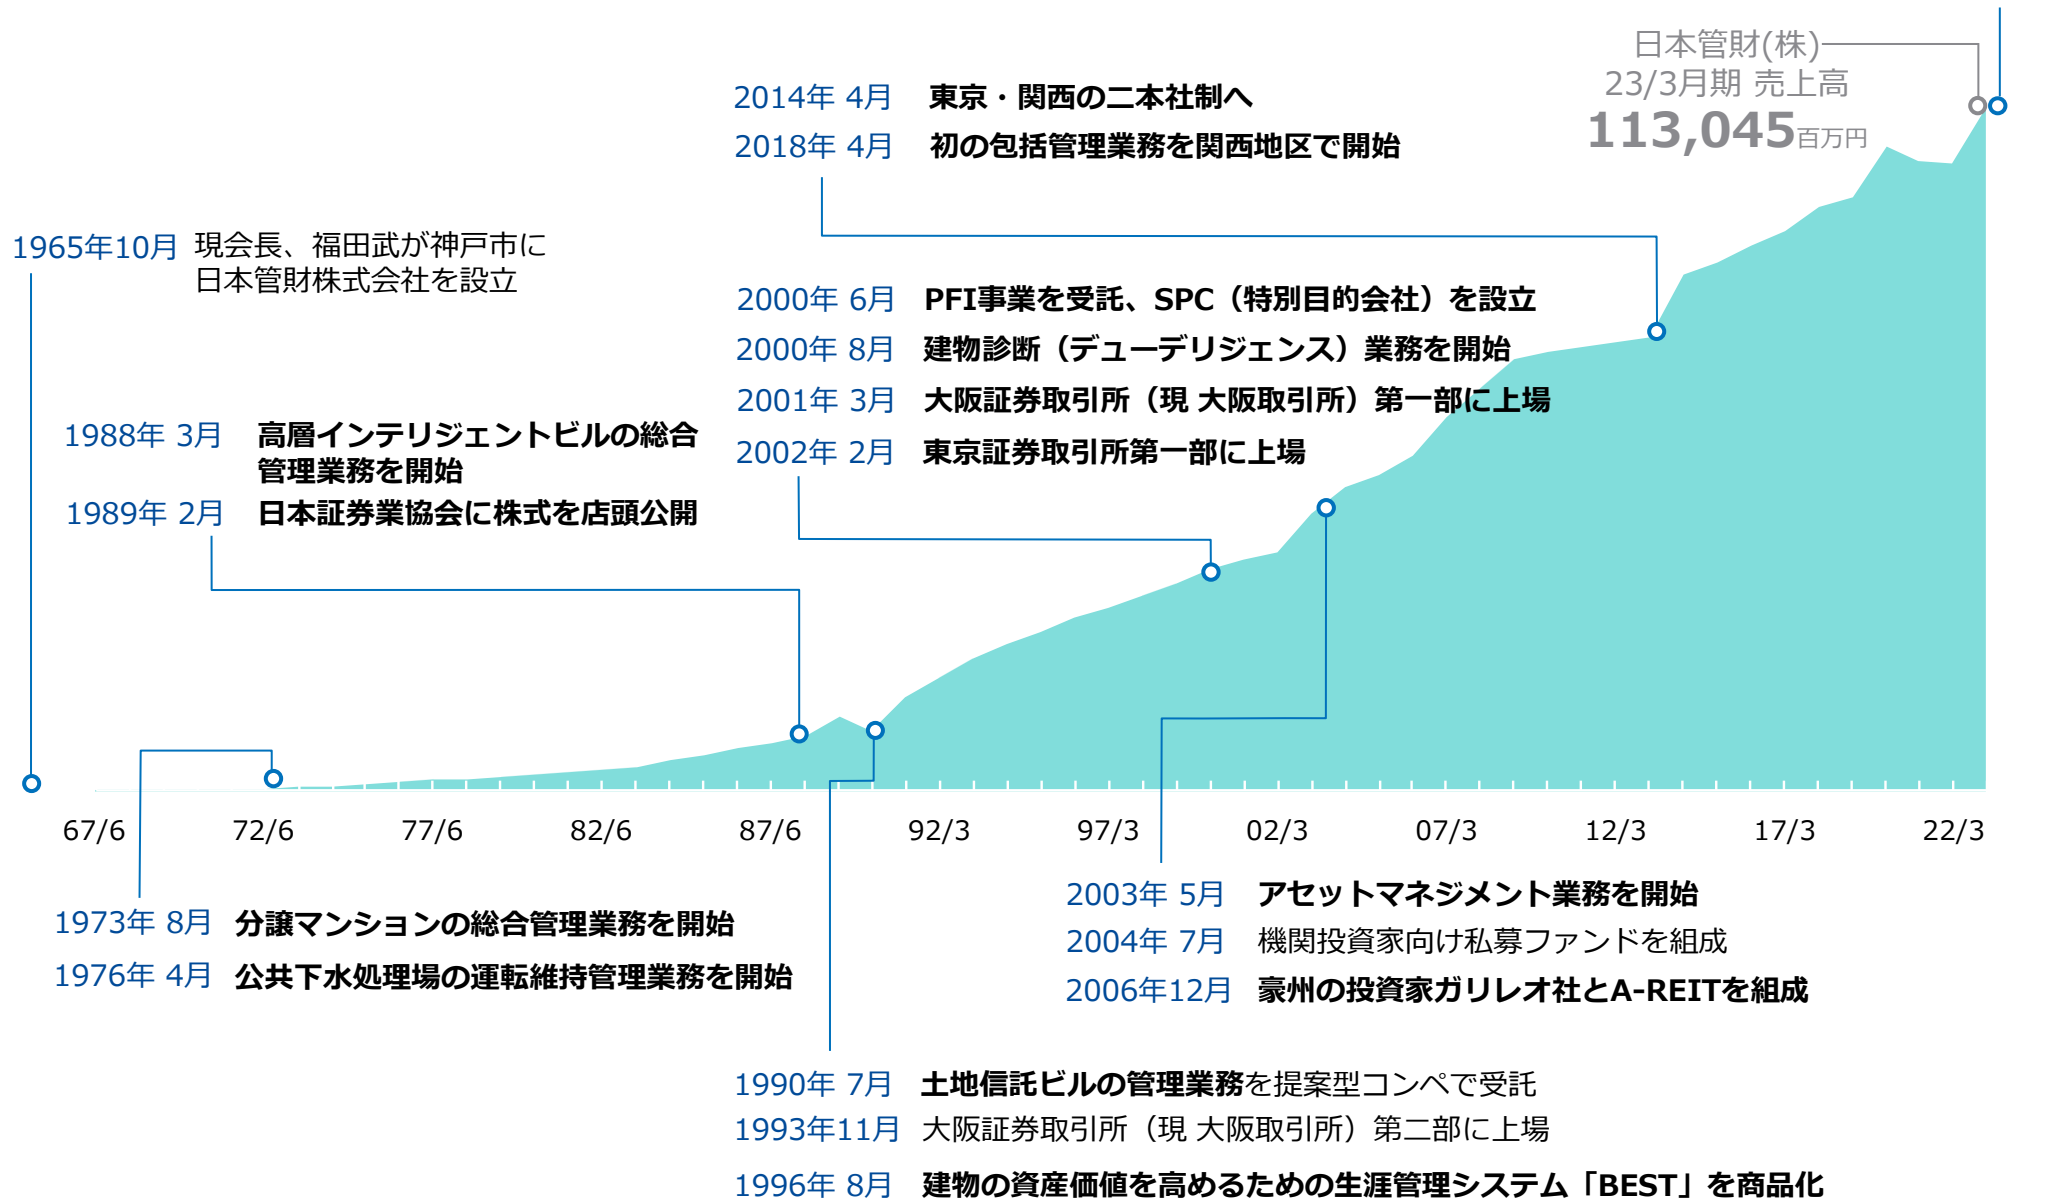 日本管財(株)
23/3月期 売上高
113,045百万円
2014年 4月 東京・関西の二本社制へ
2018年 4月 初の包括管理業務を関西地区で開始
1965年10月 現会長、福田武が神戸市に
日本管財株式会社を設立
2000年 6月 PFI事業を受託、SPC（特別目的会社）を設立
2000年 8月 建物診断（デューデリジェンス）業務を開始
2001年 3月 大阪証券取引所（現 大阪取引所）第一部に上場
2002年 2月 東京証券取引所第一部に上場
1988年 3月 高層インテリジェントビルの総合
管理業務を開始
1989年 2月 日本証券業協会に株式を店頭公開
67/6 72/6 77/6 82/6 87/6 92/3 97/3 02/3 07/3 12/3 17/3 22/3
1973年 8月 分譲マンションの総合管理業務を開始
1976年 4月 公共下水処理場の運転維持管理業務を開始
2003年 5月 アセットマネジメント業務を開始
2004年 7月 機関投資家向け私募ファンドを組成
2006年12月 豪州の投資家ガリレオ社とA-REITを組成
1990年 7月 土地信託ビルの管理業務を提案型コンペで受託
1993年11月 大阪証券取引所（現 大阪取引所）第二部に上場
1996年 8月 建物の資産価値を高めるための生涯管理システム「BEST」を商品化